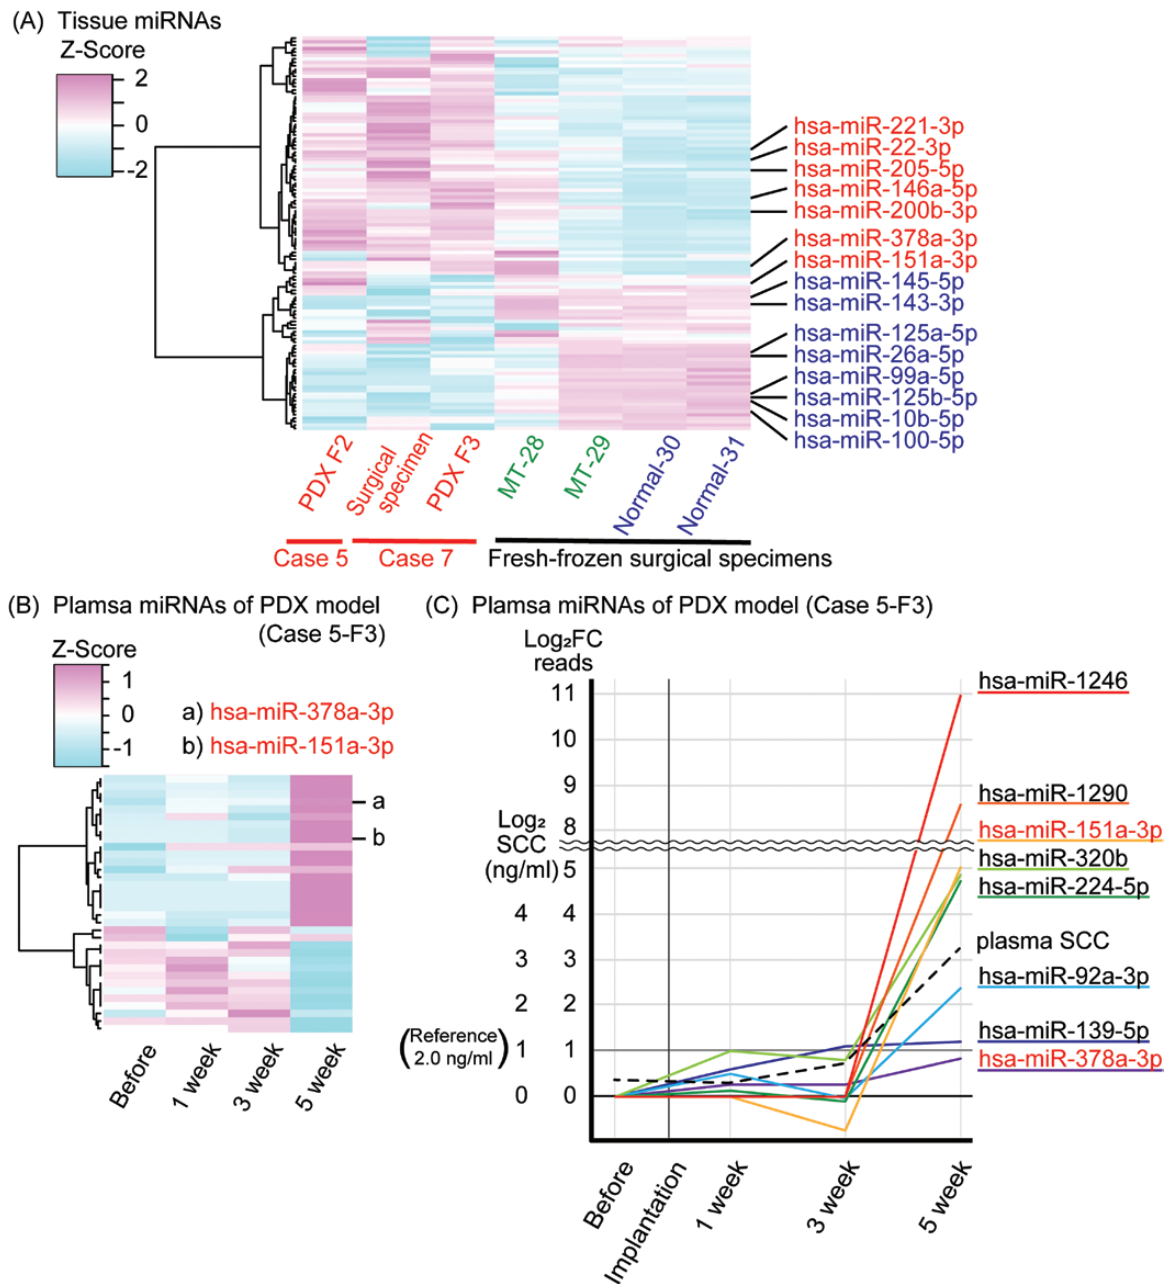 (A) Tissue miRNAs
Z-Score
2
0
-2
hsa-miR-221-3p
hsa-miR-22-3p
hsa-miR-205-5p
hsa-miR-146a-5p
hsa-miR-200b-3p
hsa-miR-378a-3p
hsa-miR-151a-3p
hsa-miR-145-5p
hsa-miR-143-3p
hsa-miR-125a-5p
hsa-miR-26a-5p
hsa-miR-99a-5p
hsa-miR-125b-5p
hsa-miR-10b-5p
hsa-miR-100-5p
PDX F2
Surgical
specimen
PDX F3
MT-28
MT-29
Normal-30
Normal-31
Case 5
Case 7
Fresh-frozen surgical specimens
(B) Plamsa miRNAs of PDX model
(Case 5-F3)
Z-Score
1
0
-1
a) hsa-miR-378a-3p
b) hsa-miR-151a-3p
a
b
Before
1 week
3 week
5 week
(C) Plamsa miRNAs of PDX model (Case 5-F3)
Log₂FC
reads
11
10
9
8
5
4
3
2
1
0
Log₂
SCC
(ng/ml)
4
3
2
1
0
(Reference
2.0 ng/ml)
hsa-miR-1246
hsa-miR-1290
hsa-miR-151a-3p
hsa-miR-320b
hsa-miR-224-5p
plasma SCC
hsa-miR-92a-3p
hsa-miR-139-5p
hsa-miR-378a-3p
Before
Implantation
1 week
3 week
5 week